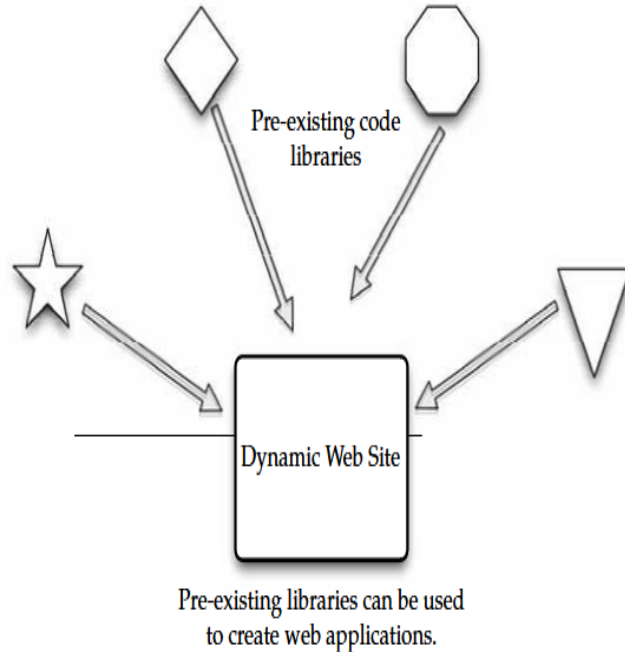 Pre-existing code
libraries
Dynamic Web Site
Pre-existing libraries can be used
to create web applications.